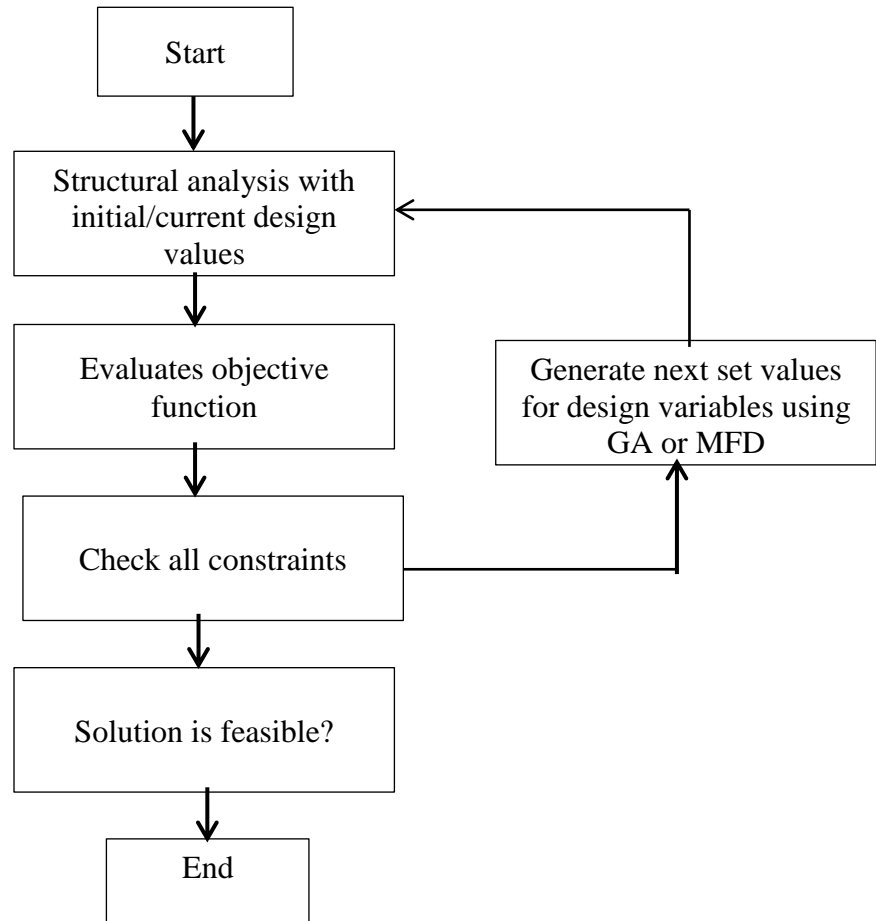 Start
Structural analysis with
initial/current design
values
Evaluates objective
function
Generate next set values
for design variables using
GA or MFD
Check all constraints
Solution is feasible?
End